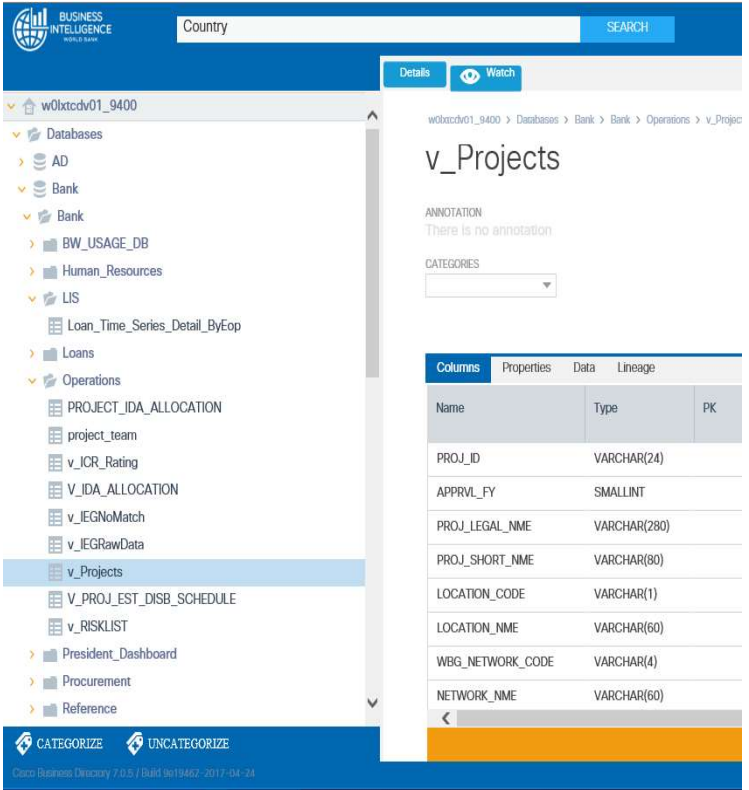 BUSINESS
INTELLIGENCE
WORLD BANK
Country
SEARCH
Details
Watch
w0lxtcdv01_9400
Databases
AD
Bank
Bank
BW_USAGE_DB
Human_Resources
LIS
Loan_Time_Series_Detail_ByEop
Loans
Operations
PROJECT_IDA_ALLOCATION
project_team
v_ICR_Rating
V_IDA_ALLOCATION
v_IEGNoMatch
v_IEGRawData
v_Projects
V_PROJ_EST_DISB_SCHEDULE
v_RISKLIST
President_Dashboard
Procurement
Reference
CATEGORIZE UNCATEGORIZE
Cisco Business Directory 7.0.5 / Build 9e19462-2017-04-24
w0lxtcdv01_9400 > Databases > Bank > Bank > Operations > v_Project
v_Projects
ANNOTATION
There is no annotation
CATEGORIES
Columns Properties Data Lineage
Name Type PK
PROJ_ID VARCHAR(24)
APPRVL_FY SMALLINT
PROJ_LEGAL_NME VARCHAR(280)
PROJ_SHORT_NME VARCHAR(80)
LOCATION_CODE VARCHAR(1)
LOCATION_NME VARCHAR(60)
WBG_NETWORK_CODE VARCHAR(4)
NETWORK_NME VARCHAR(60)